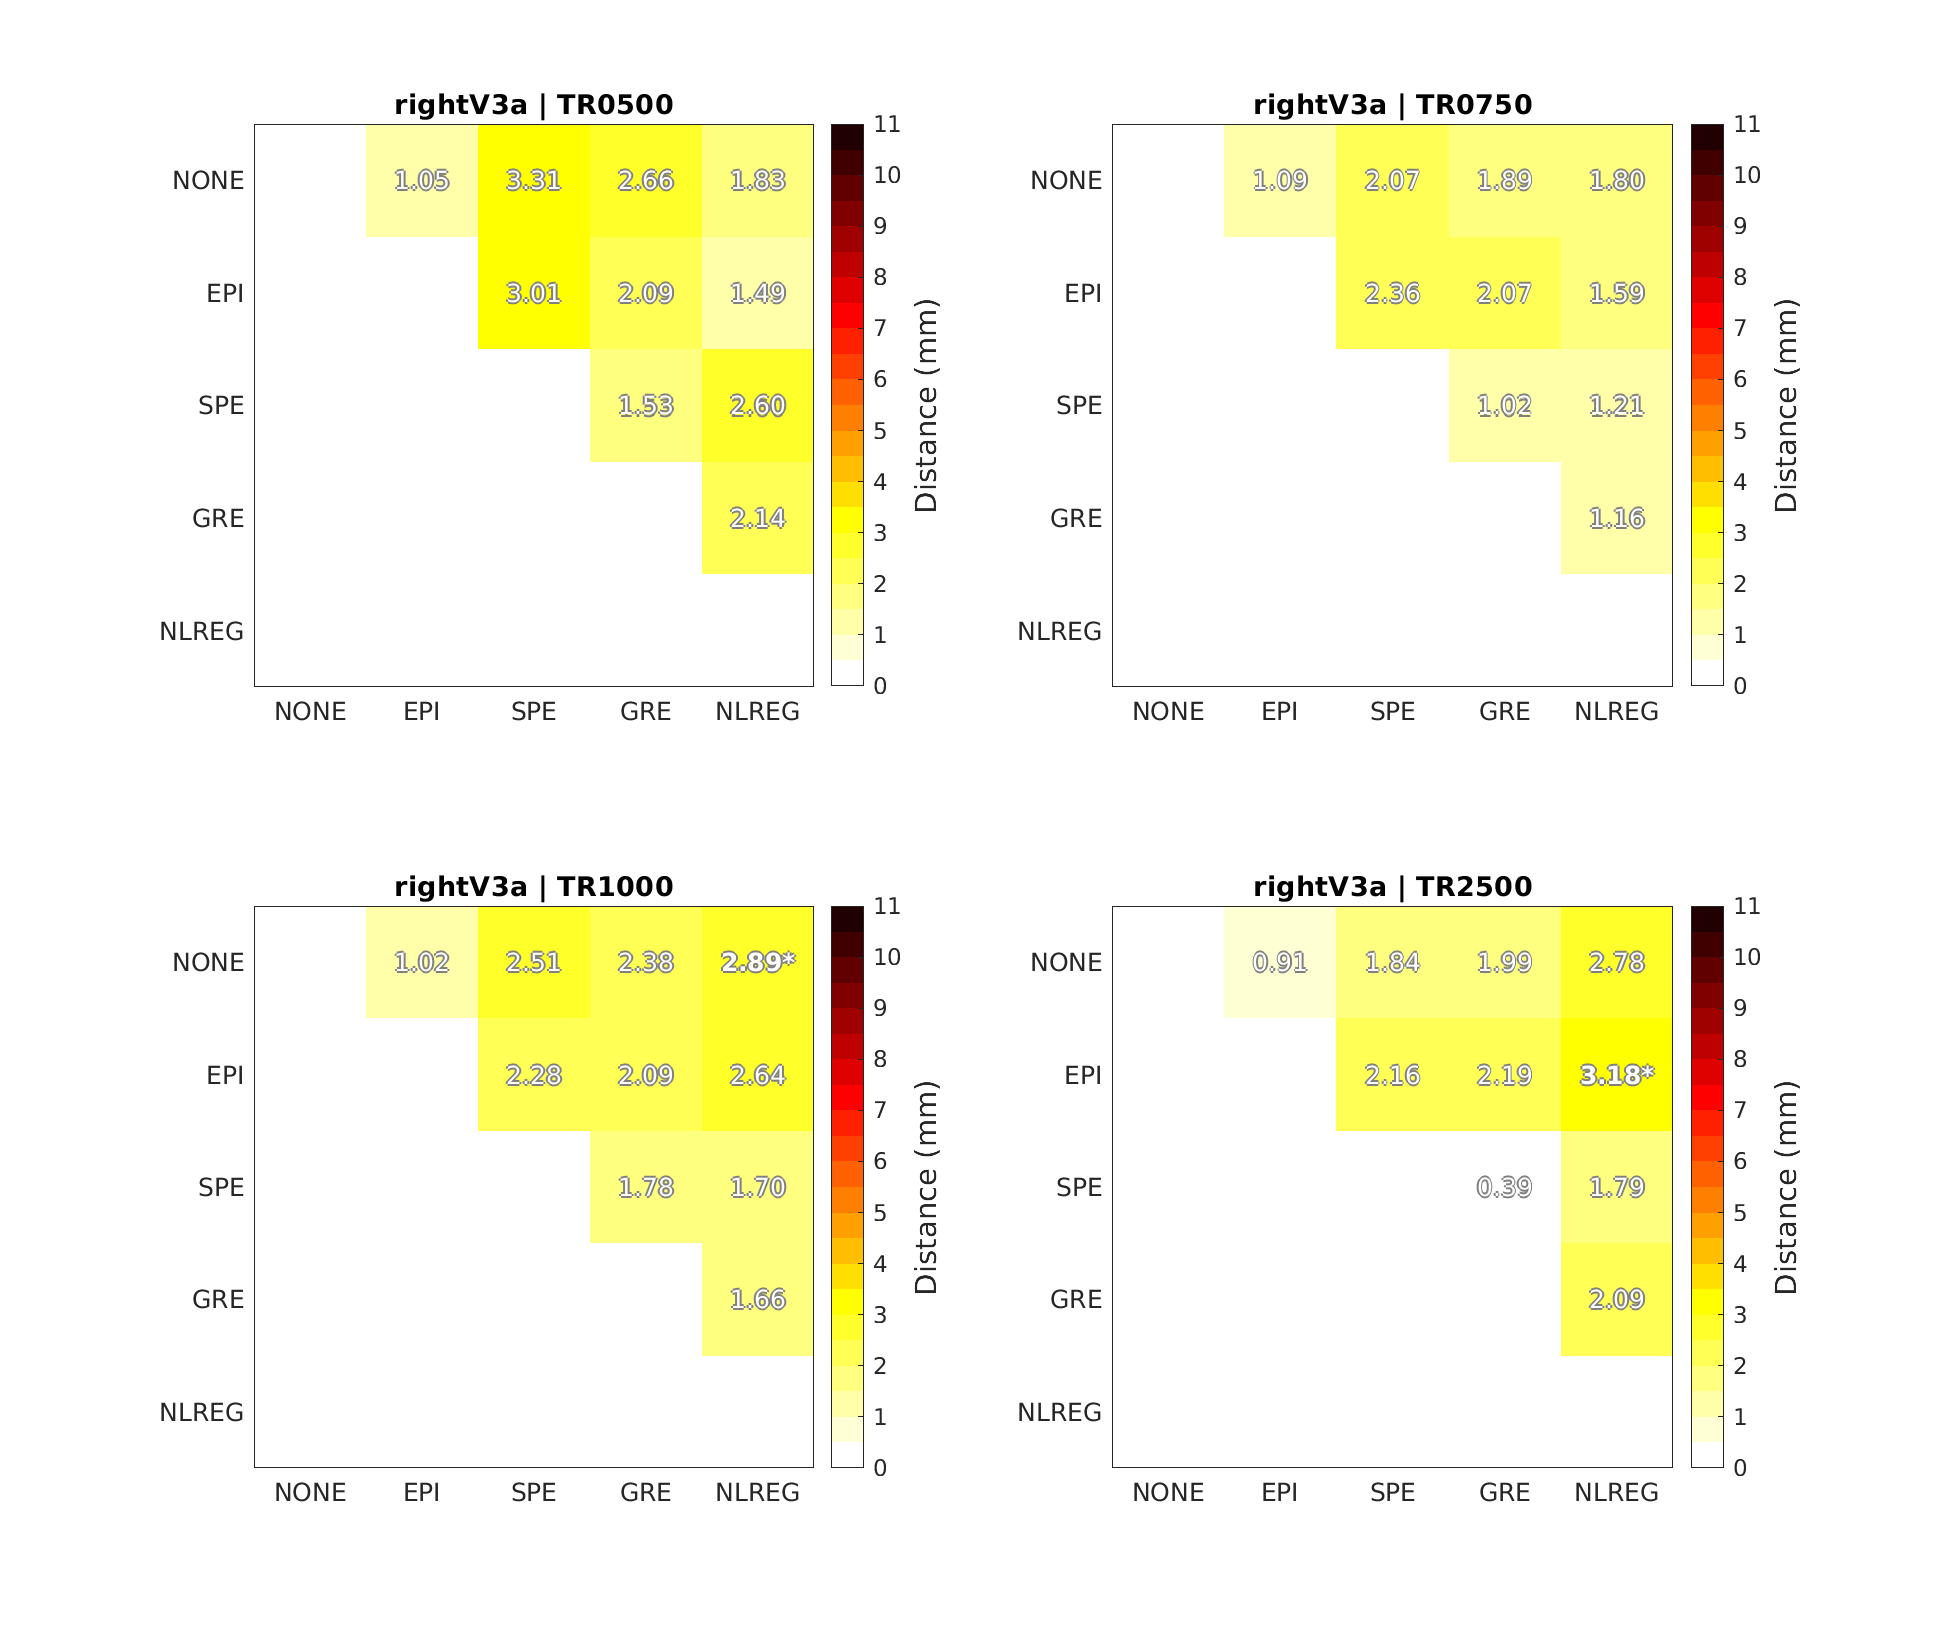 rightV3a | TR0500
NONE 1.05 3.31 2.66 1.83
EPI 3.01 2.09 1.49
SPE 1.53 2.60
GRE 2.14
NLREG
NONE EPI SPE GRE NLREG
11
10
9
8
7
6
5
4
3
2
1
0
Distance (mm)
rightV3a | TR0750
NONE 1.09 2.07 1.89 1.80
EPI 2.36 2.07 1.59
SPE 1.02 1.21
GRE 1.16
NLREG
NONE EPI SPE GRE NLREG
11
10
9
8
7
6
5
4
3
2
1
0
Distance (mm)
rightV3a | TR1000
NONE 1.02 2.51 2.38 2.89*
EPI 2.28 2.09 2.64
SPE 1.78 1.70
GRE 1.66
NLREG
NONE EPI SPE GRE NLREG
11
10
9
8
7
6
5
4
3
2
1
0
Distance (mm)
rightV3a | TR2500
NONE 0.91 1.84 1.99 2.78
EPI 2.16 2.19 3.18*
SPE 0.39 1.79
GRE 2.09
NLREG
NONE EPI SPE GRE NLREG
11
10
9
8
7
6
5
4
3
2
1
0
Distance (mm)